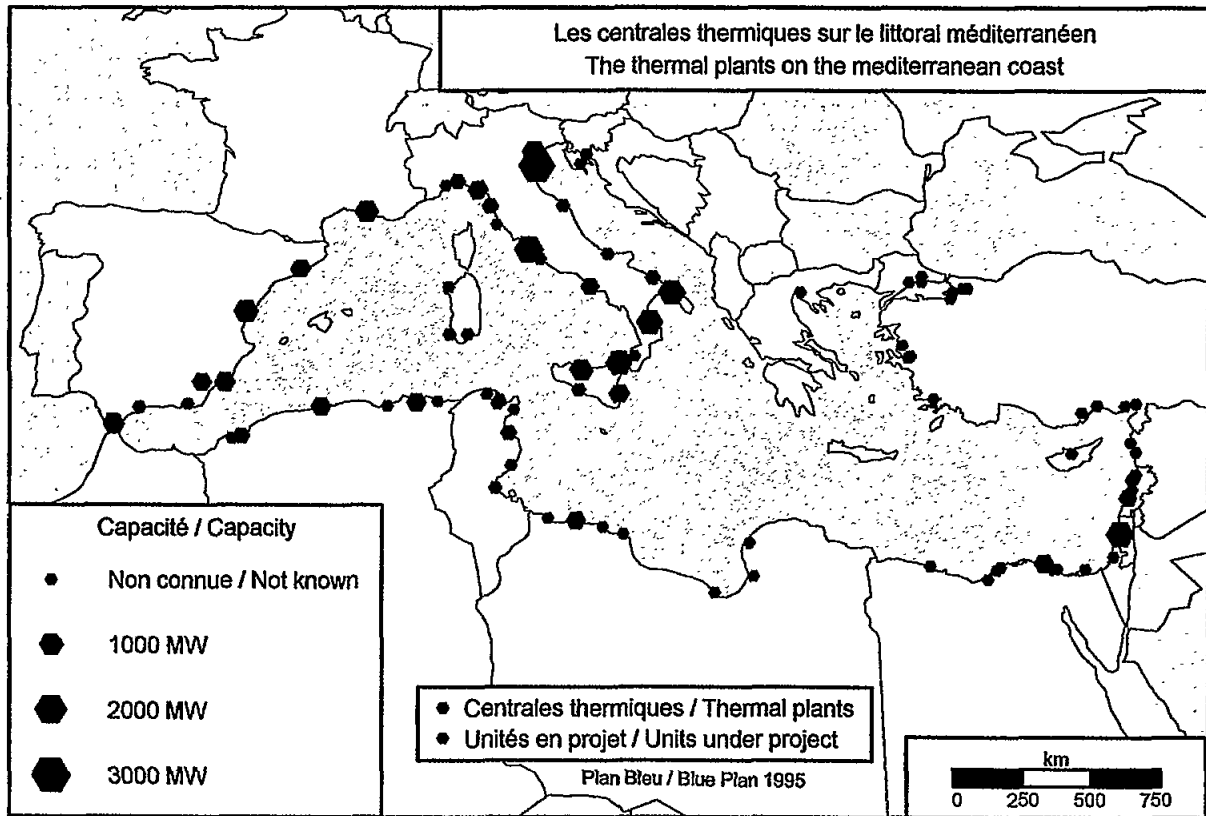 Les centrales thermiques sur le littoral méditerranéen
The thermal plants on the mediterranean coast
Capacité / Capacity
Non connue / Not known
1000 MW
2000 MW
3000 MW
Centrales thermiques / Thermal plants
Unités en projet / Units under project
Plan Bleu / Blue Plan 1995
km
0 250 500 750